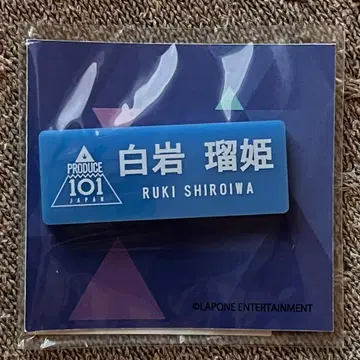 PRODUCE
101
JAPAN
白岩 瑠姫
RUKI SHIROIWA
©LAPONE ENTERTAINMENT